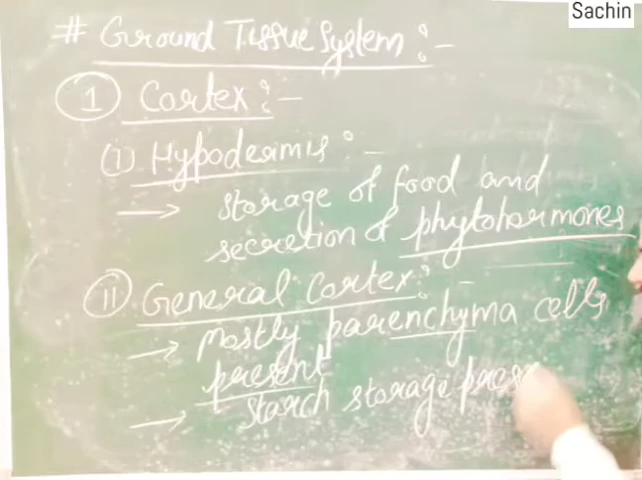 Sachin
# Ground Tissue System :-
① Cortex :-
(I) Hypodermis :-
→ storage of food and
secretion of phytohormones
(II) General cortex :-
→ Mostly parenchyma cells
present
→ starch storage